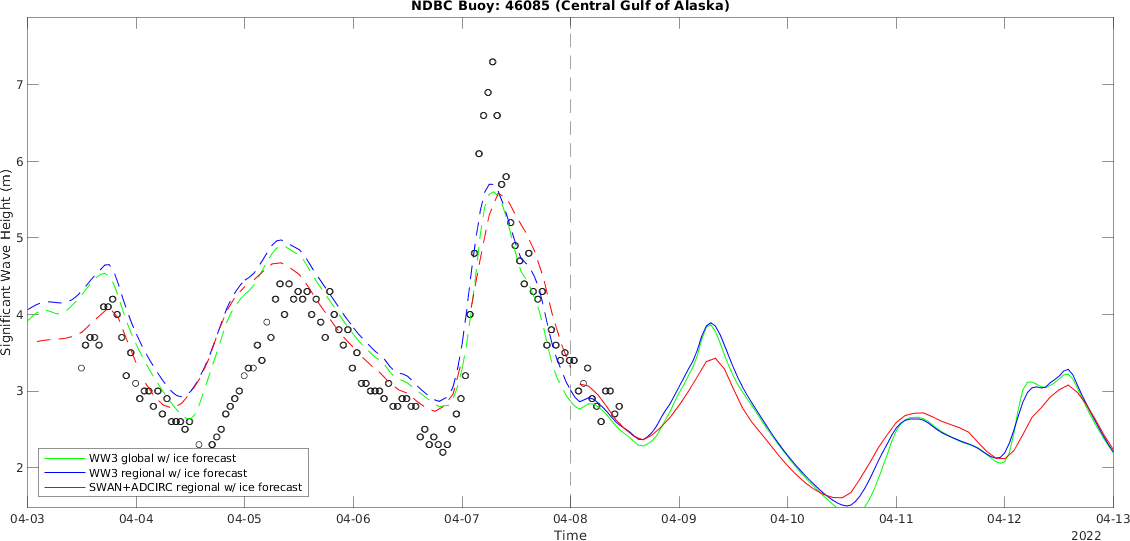 NDBC Buoy: 46085 (Central Gulf of Alaska)
7
6
5
4
3
2
Significant Wave Height (m)
WW3 global w/ ice forecast
WW3 regional w/ ice forecast
SWAN+ADCIRC regional w/ ice forecast
04-03 04-04 04-05 04-06 04-07 04-08 04-09 04-10 04-11 04-12 04-13
Time
2022